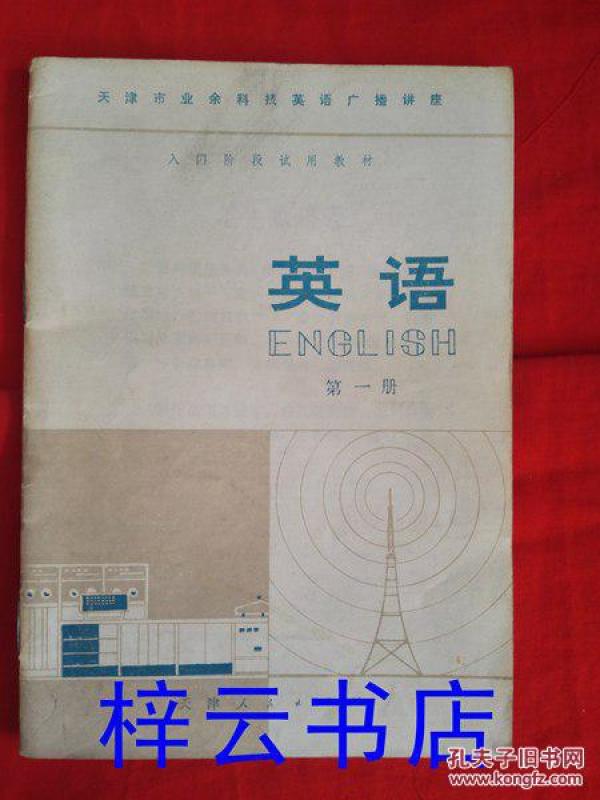 天津市业余科技英语广播讲座
入门阶段试用教材
英语
ENGLISH
第一册
天津人民
梓云书店
孔夫子旧书网
www.kongfz.com